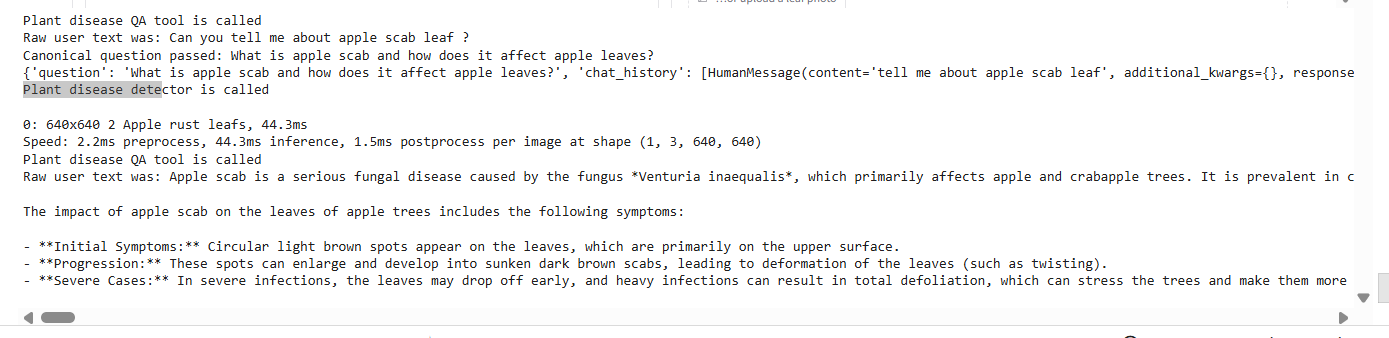 ...or upload a leaf photo
Plant disease QA tool is called
Raw user text was: Can you tell me about apple scab leaf ?
Canonical question passed: What is apple scab and how does it affect apple leaves?
{'question': 'What is apple scab and how does it affect apple leaves?', 'chat_history': [HumanMessage(content='tell me about apple scab leaf', additional_kwargs={}, response
Plant disease detector is called
0: 640x640 2 Apple rust leafs, 44.3ms
Speed: 2.2ms preprocess, 44.3ms inference, 1.5ms postprocess per image at shape (1, 3, 640, 640)
Plant disease QA tool is called
Raw user text was: Apple scab is a serious fungal disease caused by the fungus *Venturia inaequalis*, which primarily affects apple and crabapple trees. It is prevalent in c
The impact of apple scab on the leaves of apple trees includes the following symptoms:
- **Initial Symptoms:** Circular light brown spots appear on the leaves, which are primarily on the upper surface.
- **Progression:** These spots can enlarge and develop into sunken dark brown scabs, leading to deformation of the leaves (such as twisting).
- **Severe Cases:** In severe infections, the leaves may drop off early, and heavy infections can result in total defoliation, which can stress the trees and make them more